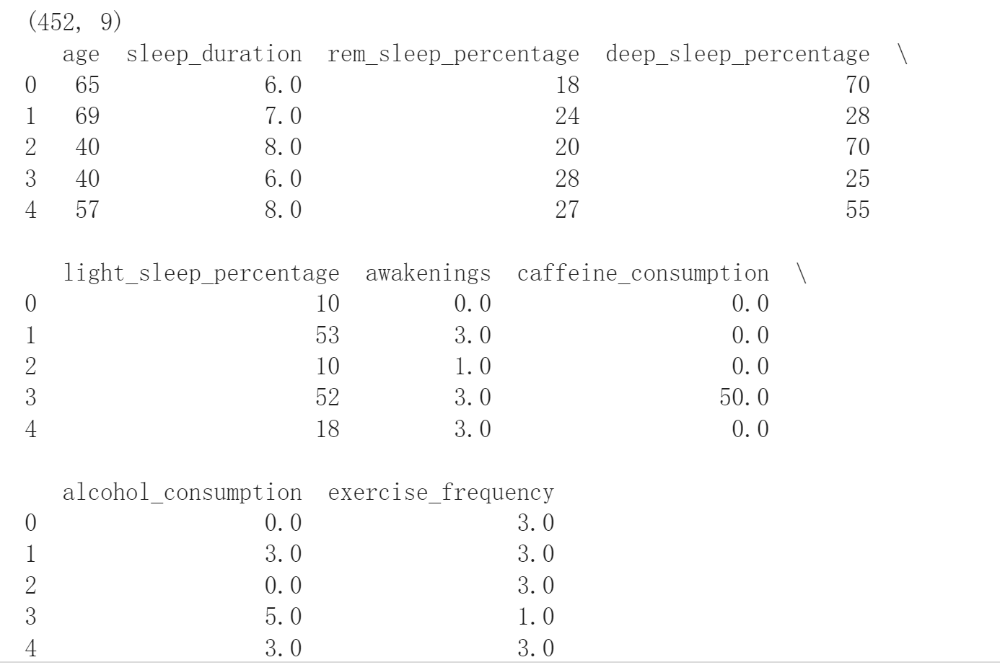 (452, 9)
age sleep_duration rem_sleep_percentage deep_sleep_percentage \
0 65 6.0 18 70
1 69 7.0 24 28
2 40 8.0 20 70
3 40 6.0 28 25
4 57 8.0 27 55
light_sleep_percentage awakenings caffeine_consumption \
0 10 0.0 0.0
1 53 3.0 0.0
2 10 1.0 0.0
3 52 3.0 50.0
4 18 3.0 0.0
alcohol_consumption exercise_frequency
0 0.0 3.0
1 3.0 3.0
2 0.0 3.0
3 5.0 1.0
4 3.0 3.0